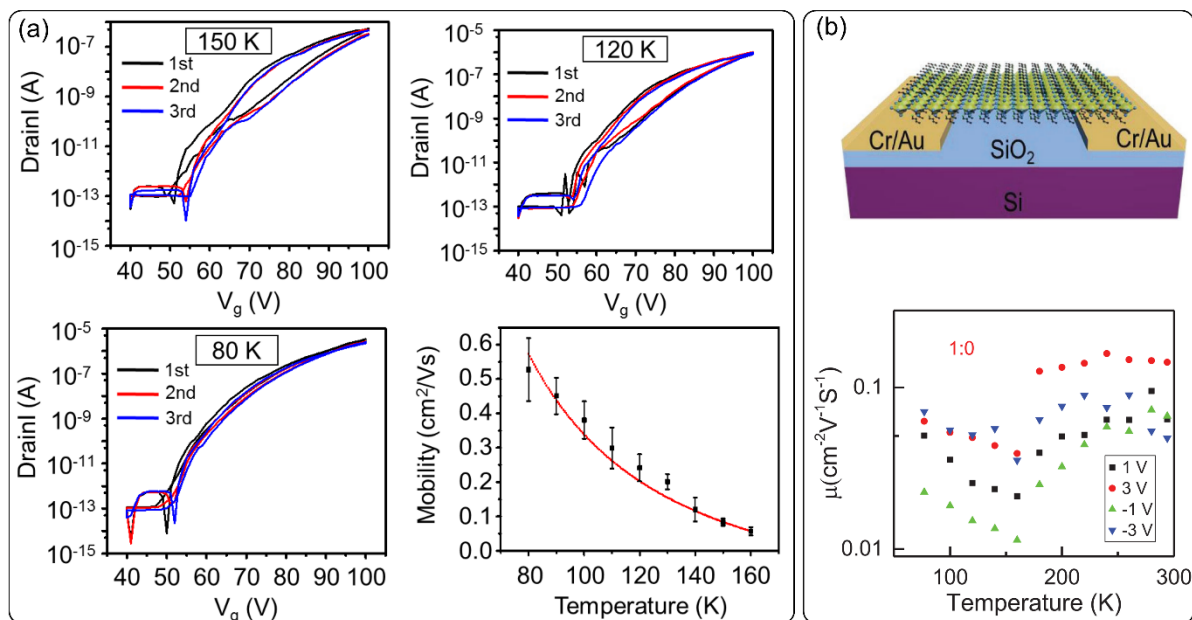 (a)
150 K
1st
2nd
3rd
DrainI (A)
10⁻⁷
10⁻⁹
10⁻¹¹
10⁻¹³
10⁻¹⁵
40 50 60 70 80 90 100
V_g (V)
120 K
1st
2nd
3rd
DrainI (A)
10⁻⁵
10⁻⁷
10⁻⁹
10⁻¹¹
10⁻¹³
10⁻¹⁵
40 50 60 70 80 90 100
V_g (V)
80 K
1st
2nd
3rd
DrainI (A)
10⁻⁵
10⁻⁷
10⁻⁹
10⁻¹¹
10⁻¹³
10⁻¹⁵
40 50 60 70 80 90 100
V_g (V)
Mobility (cm²/Vs)
0.6
0.5
0.4
0.3
0.2
0.1
0.0
80 100 120 140 160
Temperature (K)
(b)
Cr/Au
SiO₂
Cr/Au
Si
1:0
μ(cm⁻²V⁻¹S⁻¹)
0.1
0.01
1 V
3 V
-1 V
-3 V
100 200 300
Temperature (K)